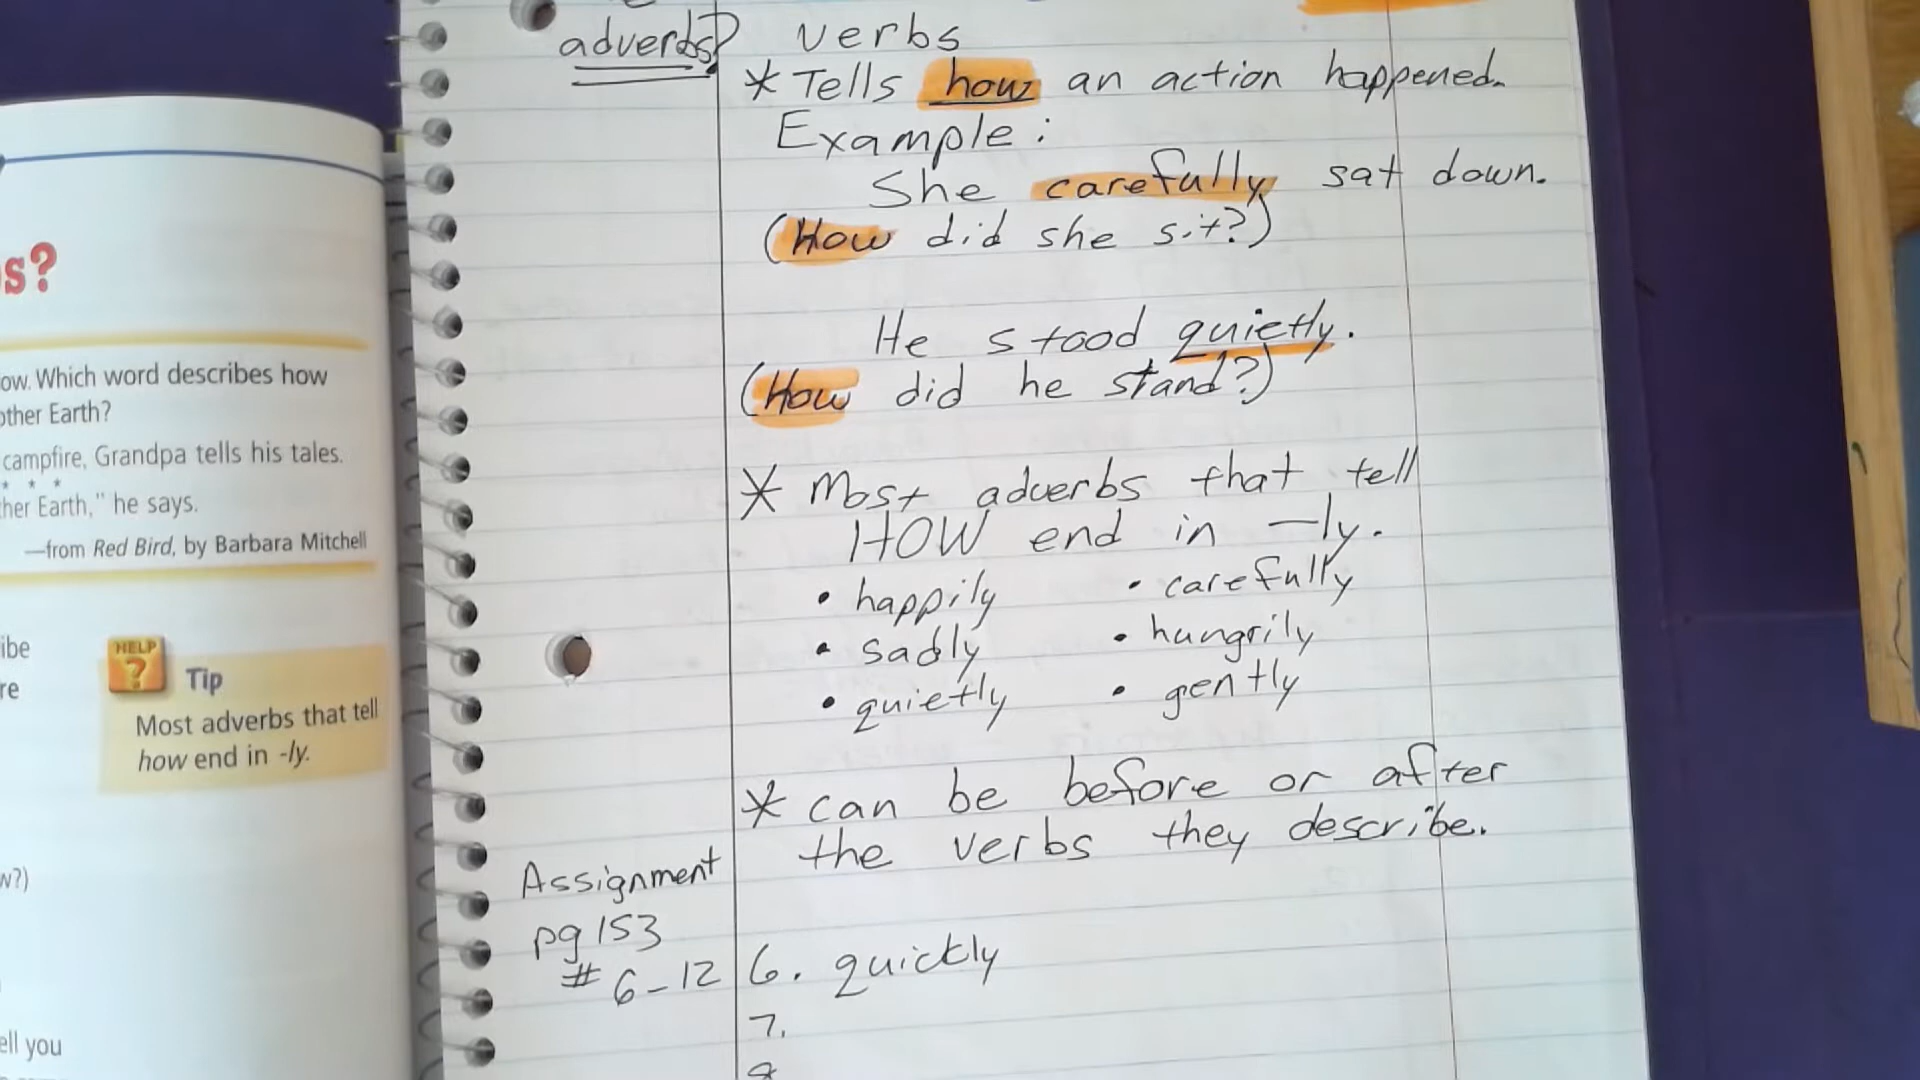 s?
ow. Which word describes how
other Earth?
campfire, Grandpa tells his tales.
* * *
her Earth," he says.
—from Red Bird, by Barbara Mitchell
ibe
re
HELP
?
Tip
Most adverbs that tell
how end in -ly.
w?)
ell you
adverbs? verbs
* Tells how an action happened.
Example:
She carefully sat down.
(How did she sit?)
He stood quietly.
(How did he stand?)
* Most adverbs that tell
HOW end in -ly.
• happily • carefully
• sadly • hungrily
• quietly • gently
* can be before or after
the verbs they describe.
Assignment
pg 153
# 6-12 6. quickly
7.